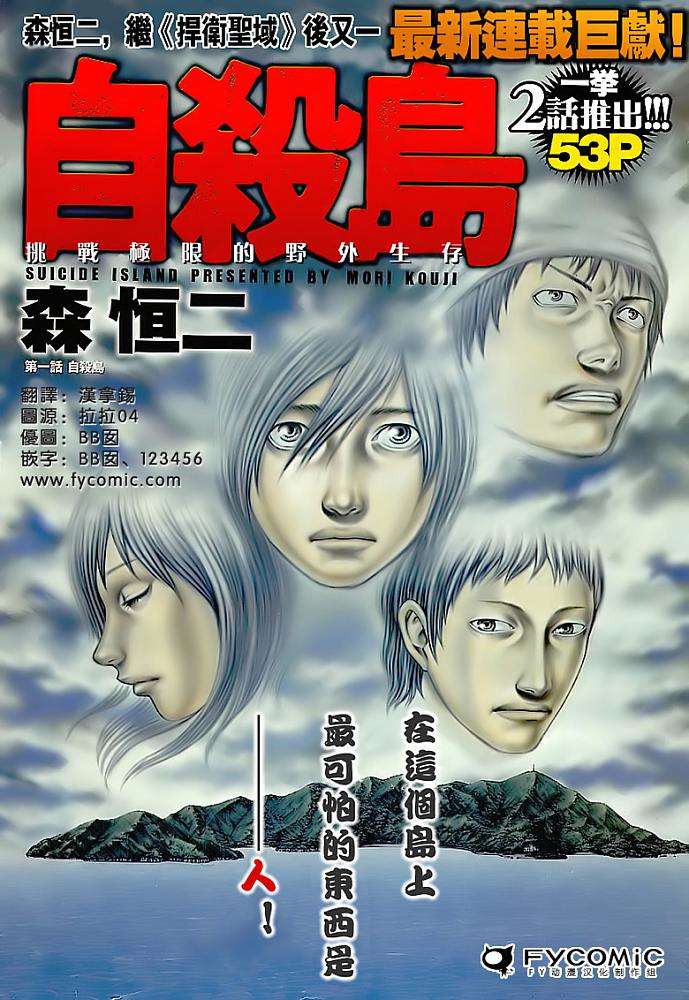 森恒二，繼《捍衛聖域》後又一
最新連載巨獻！
一拳
2話推出!!!
53P
自殺島
挑戰極限的野外生存
SUICIDE ISLAND PRESENTED BY MORI KOUJI
森 恒二
第一話 自殺島
翻譯：漢拿錫
圖源：拉拉04
優圖：BB囡
嵌字：BB囡、123456
www.fycomic.com
在這個島上
最可怕的東西是
——人！
FYCOMiC
FY动漫汉化制作组